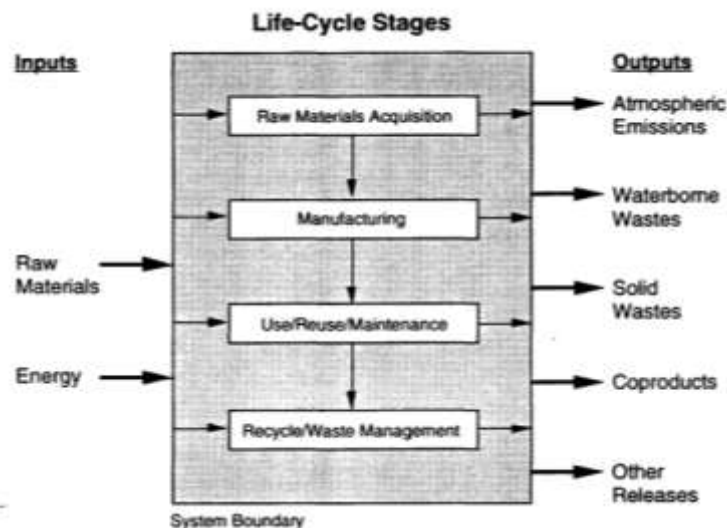 Life-Cycle Stages
Inputs
Outputs
Raw Materials Acquisition
Atmospheric
Emissions
Manufacturing
Waterborne
Wastes
Raw
Materials
Solid
Wastes
Use/Reuse/Maintenance
Energy
Coproducts
Recycle/Waste Management
Other
Releases
System Boundary